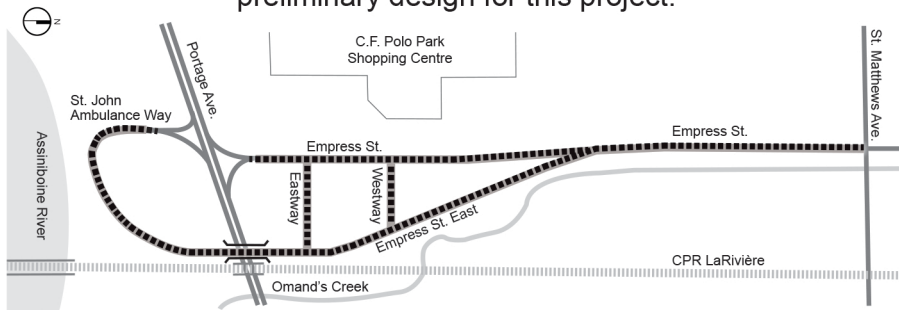 preliminary design for this project.
N
C.F. Polo Park
Shopping Centre
Portage Ave.
St. Matthews Ave.
St. John
Ambulance Way
Empress St.
Empress St.
Assiniboine River
Eastway
Westway
Empress St. East
CPR LaRivière
Omand's Creek